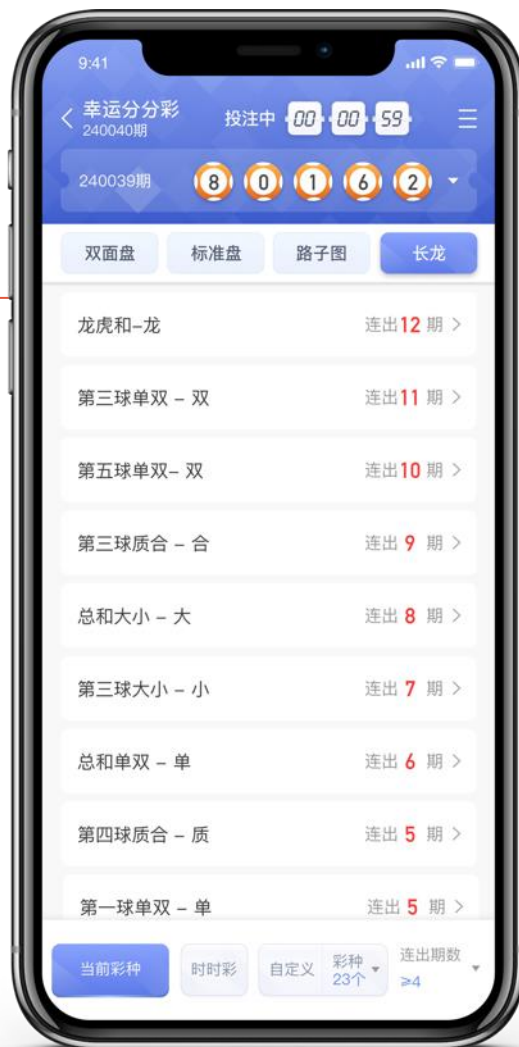 9:41
幸运分分彩
240040期
投注中 00 00 59
240039期 8 0 1 6 2
双面盘 标准盘 路子图 长龙
龙虎和-龙 连出12 期
第三球单双 - 双 连出11 期
第五球单双- 双 连出10 期
第三球质合 - 合 连出 9 期
总和大小 - 大 连出 8 期
第三球大小 - 小 连出 7 期
总和单双 - 单 连出 6 期
第四球质合 - 质 连出 5 期
第一球单双 - 单 连出 5 期
当前彩种 时时彩 自定义
彩种
23个
连出期数
≥4